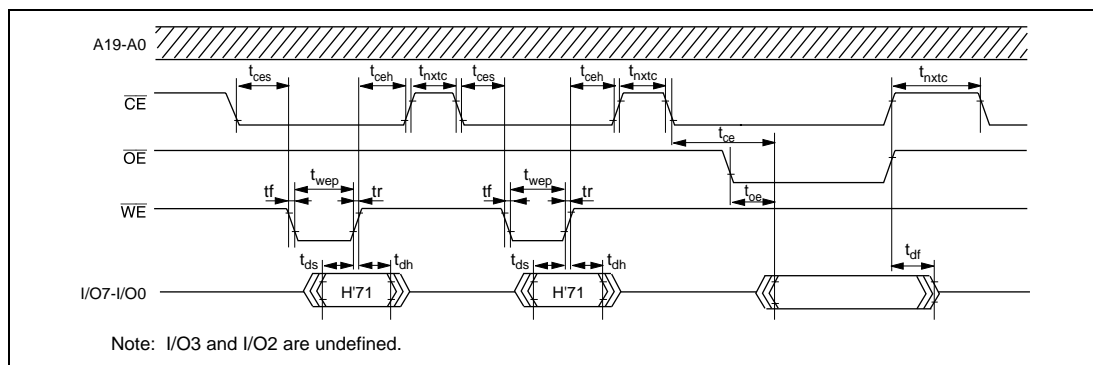 A19-A0
tces tceh tnxtc tces tceh tnxtc tnxtc
CE
tce
OE
twep twep
tf tr tf tr toe
WE
tds tdh tds tdh tdf
I/O7-I/O0 H'71 H'71
Note: I/O3 and I/O2 are undefined.